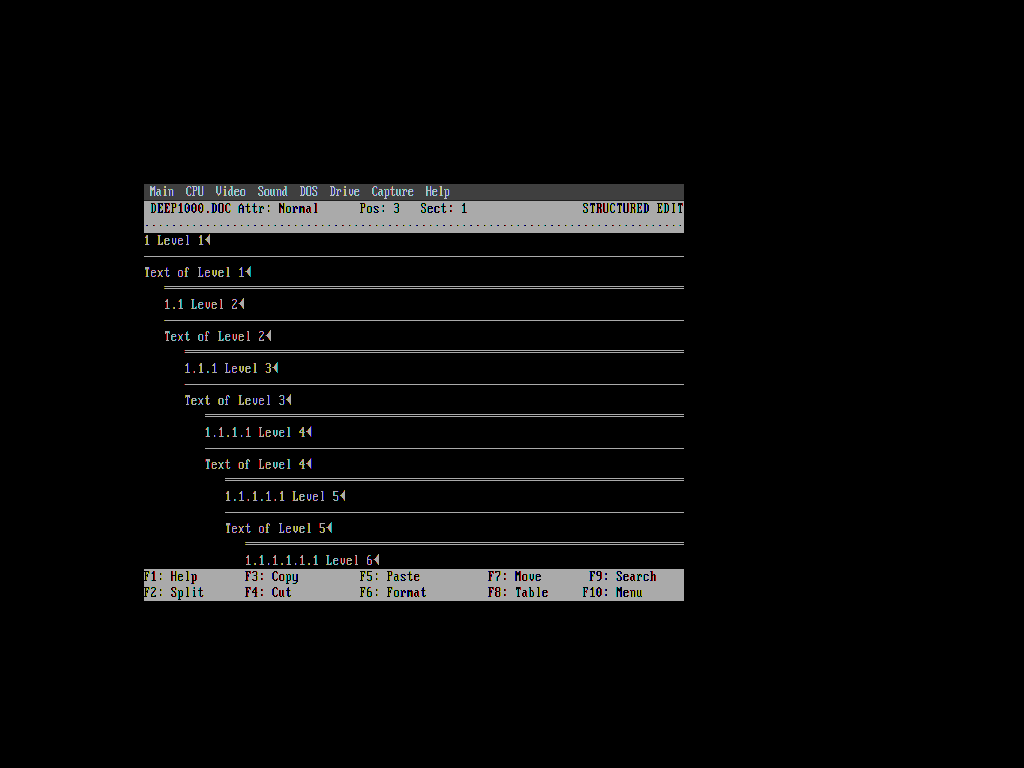 Main CPU Video Sound DOS Drive Capture Help
DEEP1000.DOC Attr: Normal Pos: 3 Sect: 1 STRUCTURED EDIT
1 Level 1
Text of Level 1
1.1 Level 2
Text of Level 2
1.1.1 Level 3
Text of Level 3
1.1.1.1 Level 4
Text of Level 4
1.1.1.1.1 Level 5
Text of Level 5
1.1.1.1.1.1 Level 6
F1: Help F3: Copy F5: Paste F7: Move F9: Search
F2: Split F4: Cut F6: Format F8: Table F10: Menu